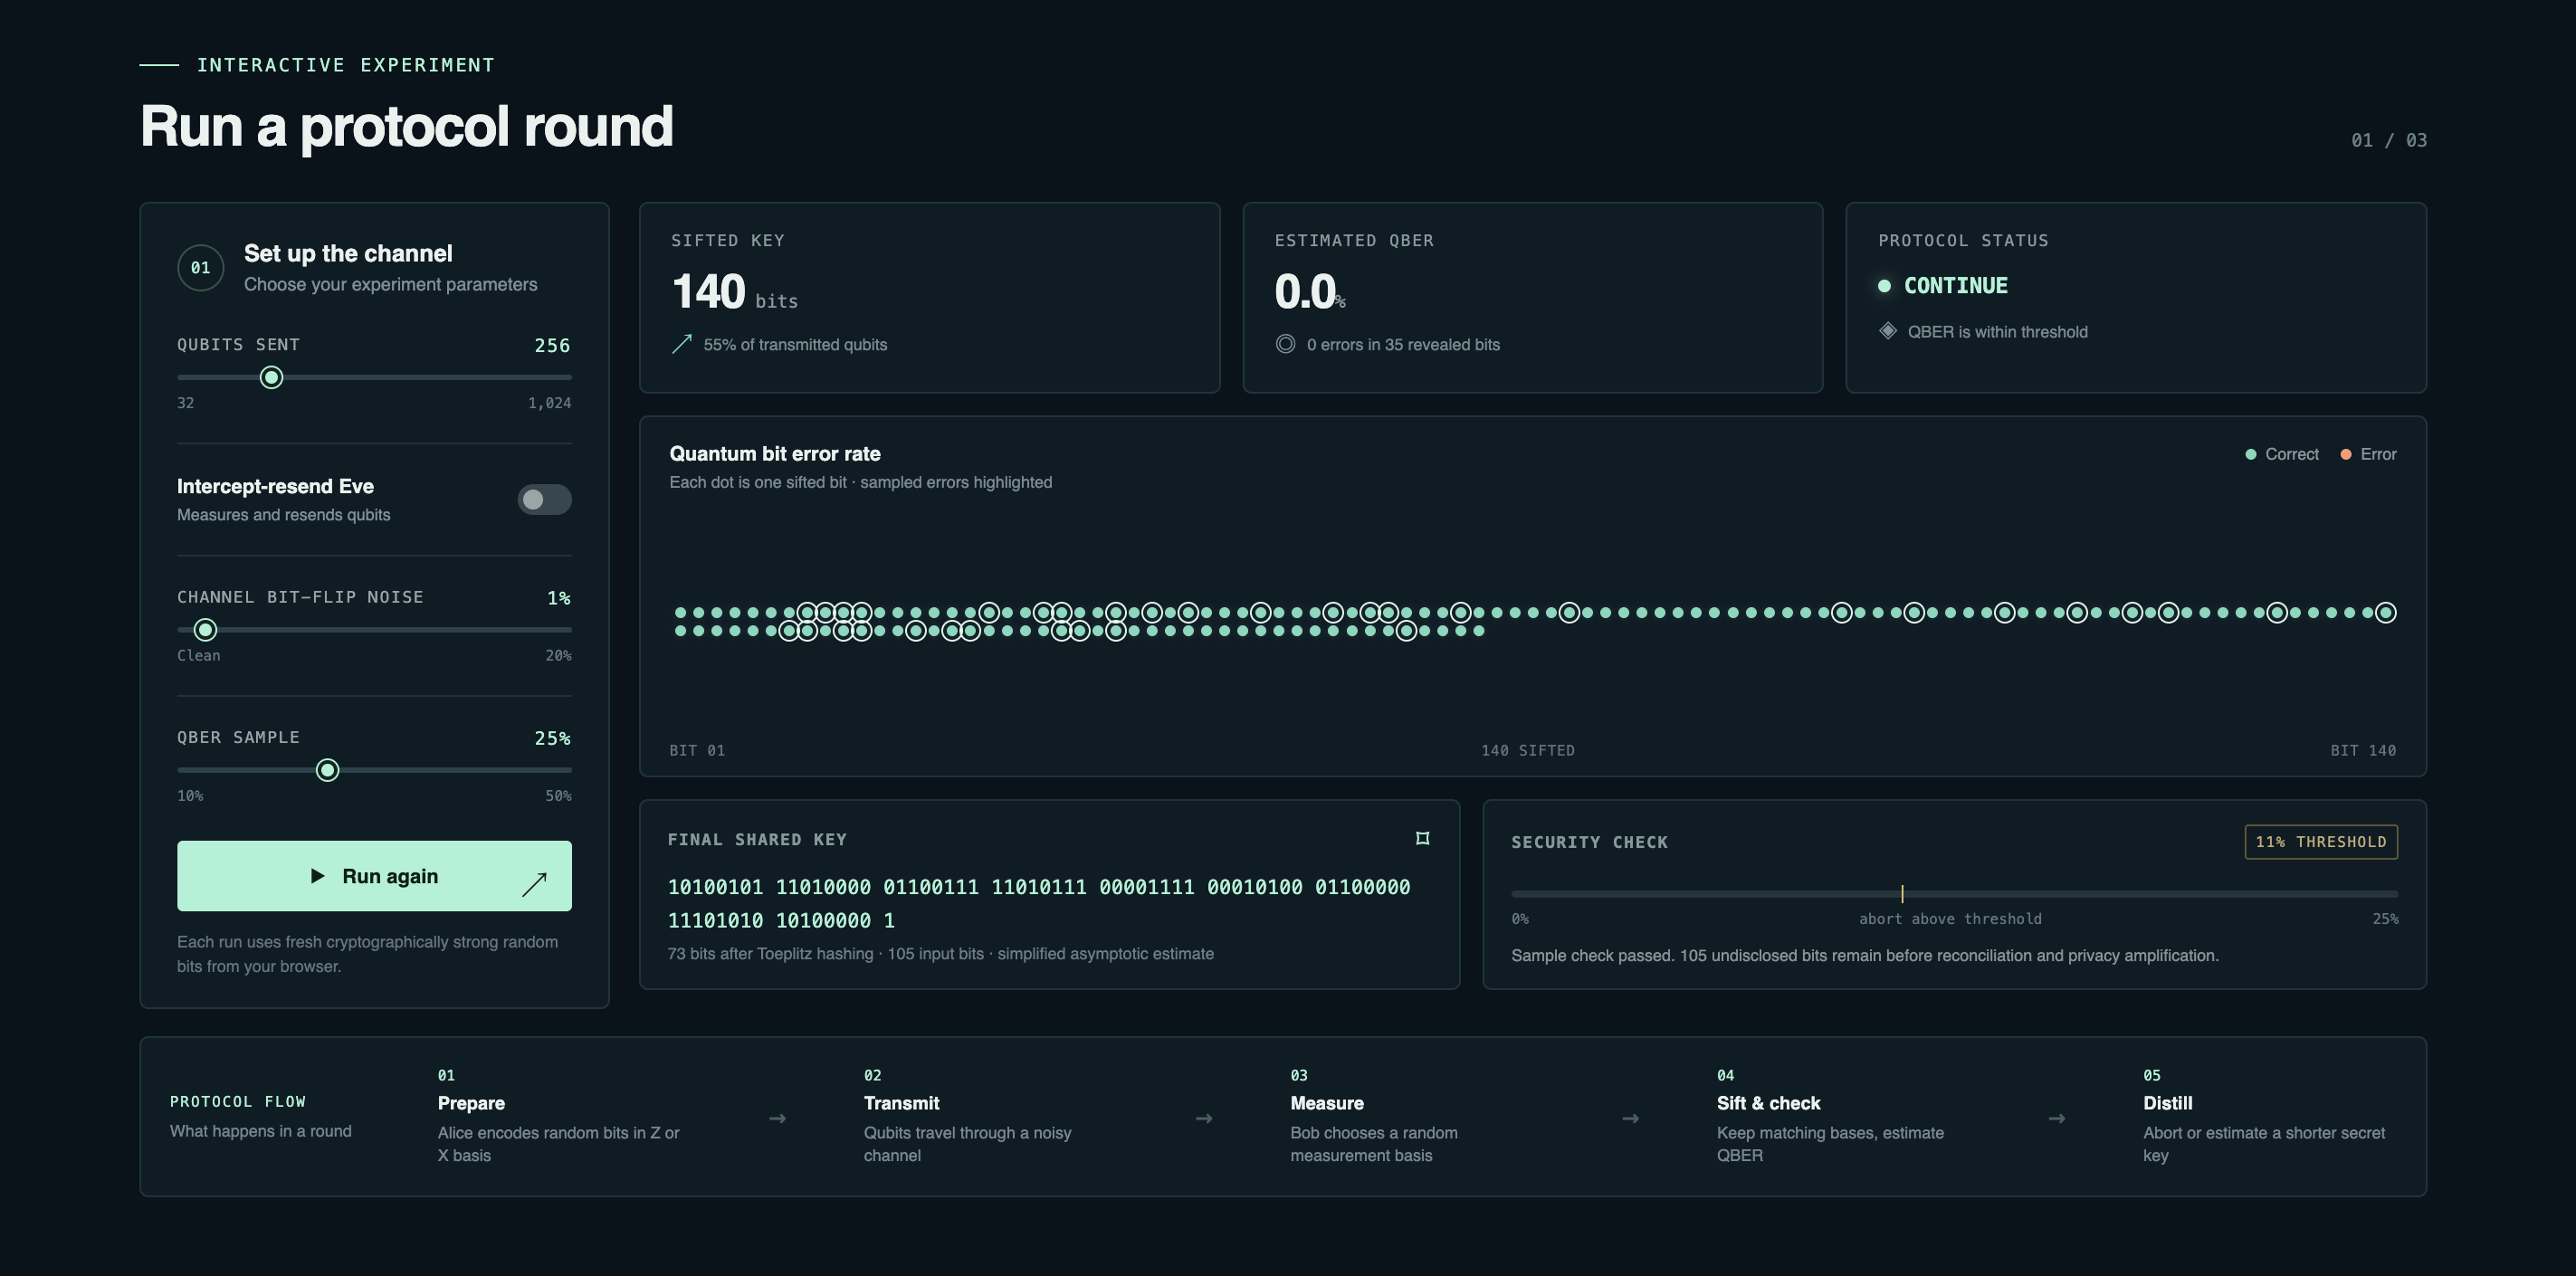 INTERACTIVE EXPERIMENT
Run a protocol round
01 / 03
01
Set up the channel
Choose your experiment parameters
QUBITS SENT
256
32
1,024
Intercept-resend Eve
Measures and resends qubits
CHANNEL BIT-FLIP NOISE
1%
Clean
20%
QBER SAMPLE
25%
10%
50%
Run again
Each run uses fresh cryptographically strong random
bits from your browser.
SIFTED KEY
140 bits
55% of transmitted qubits
ESTIMATED QBER
0.0%
0 errors in 35 revealed bits
PROTOCOL STATUS
CONTINUE
QBER is within threshold
Quantum bit error rate
Each dot is one sifted bit · sampled errors highlighted
Correct
Error
BIT 01
140 SIFTED
BIT 140
FINAL SHARED KEY
10100101 11010000 01100111 11010111 00001111 00010100 01100000
11101010 10100000 1
73 bits after Toeplitz hashing · 105 input bits · simplified asymptotic estimate
SECURITY CHECK
11% THRESHOLD
0%
abort above threshold
25%
Sample check passed. 105 undisclosed bits remain before reconciliation and privacy amplification.
PROTOCOL FLOW
What happens in a round
01
Prepare
Alice encodes random bits in Z or
X basis
→
02
Transmit
Qubits travel through a noisy
channel
→
03
Measure
Bob chooses a random
measurement basis
→
04
Sift & check
Keep matching bases, estimate
QBER
→
05
Distill
Abort or estimate a shorter secret
key